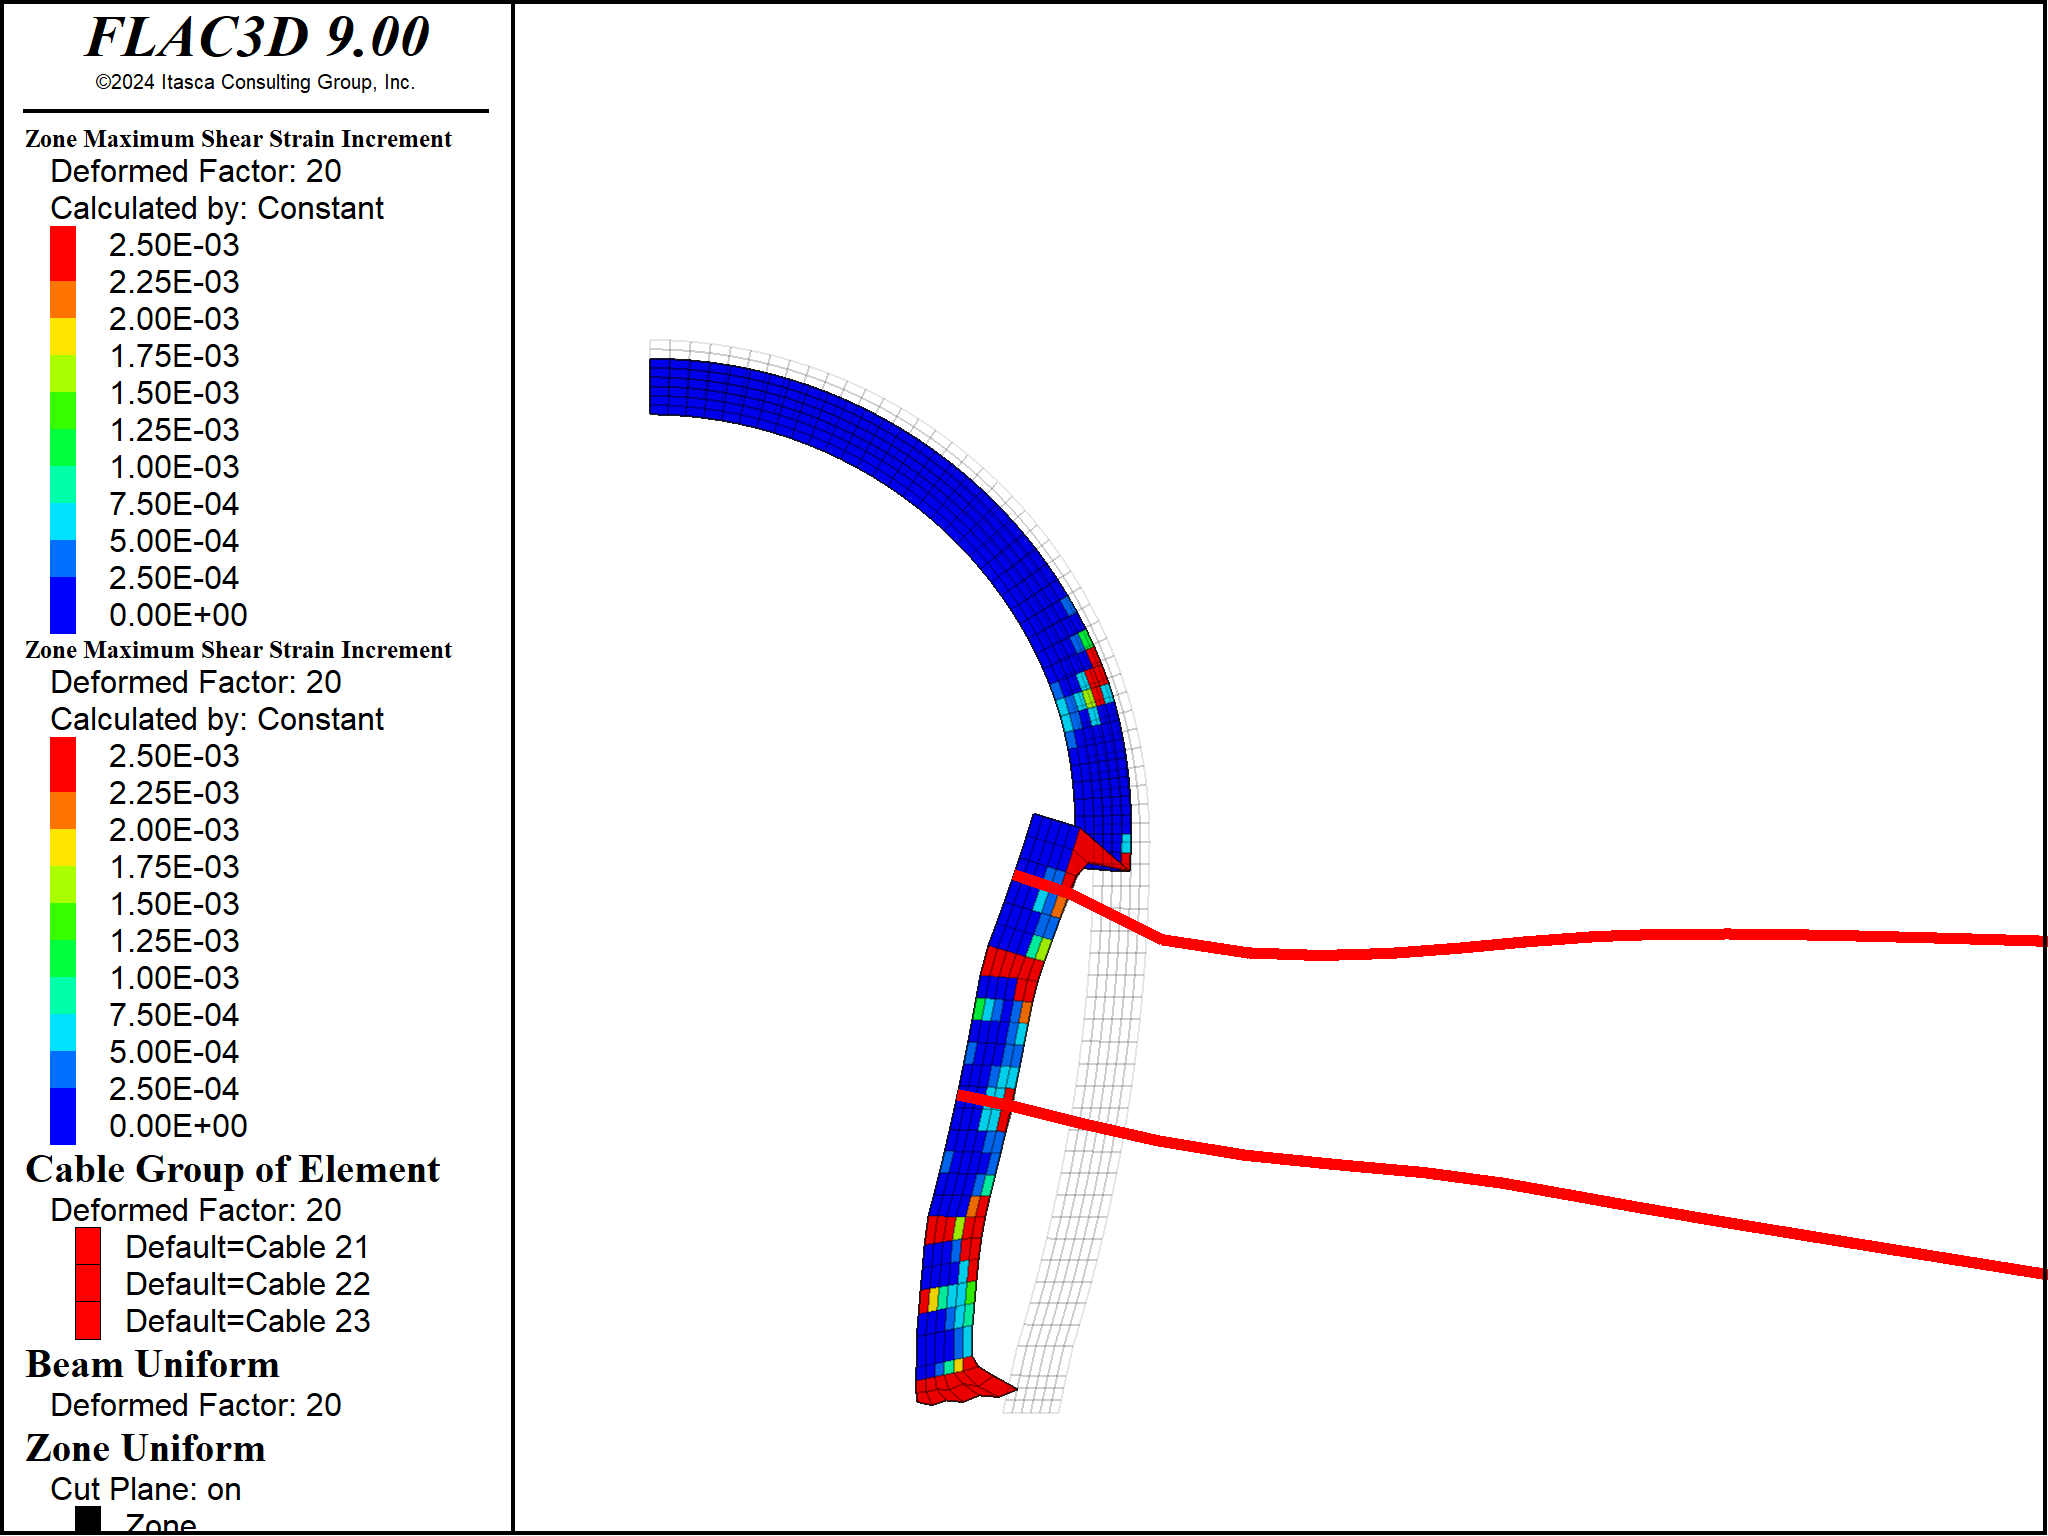 FLAC3D 9.00
©2024 Itasca Consulting Group, Inc.
Zone Maximum Shear Strain Increment
Deformed Factor: 20
Calculated by: Constant
2.50E-03
2.25E-03
2.00E-03
1.75E-03
1.50E-03
1.25E-03
1.00E-03
7.50E-04
5.00E-04
2.50E-04
0.00E+00
Zone Maximum Shear Strain Increment
Deformed Factor: 20
Calculated by: Constant
2.50E-03
2.25E-03
2.00E-03
1.75E-03
1.50E-03
1.25E-03
1.00E-03
7.50E-04
5.00E-04
2.50E-04
0.00E+00
Cable Group of Element
Deformed Factor: 20
Default=Cable 21
Default=Cable 22
Default=Cable 23
Beam Uniform
Deformed Factor: 20
Zone Uniform
Cut Plane: on
Zone